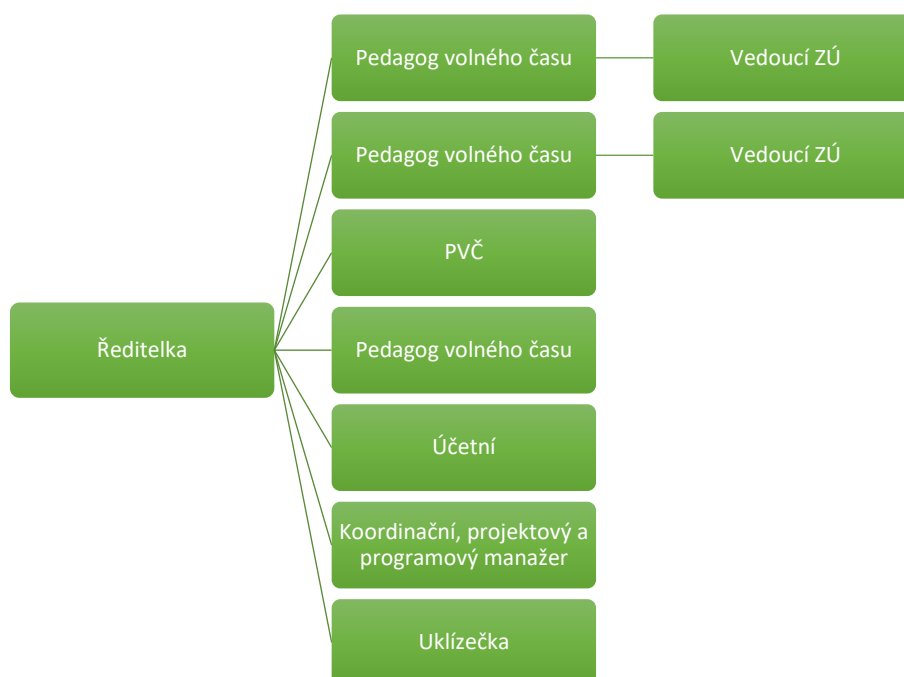 Pedagog volného času
Vedoucí ZÚ
Pedagog volného času
Vedoucí ZÚ
PVČ
Ředitelka
Pedagog volného času
Účetní
Koordinační, projektový a
programový manažer
Uklízečka